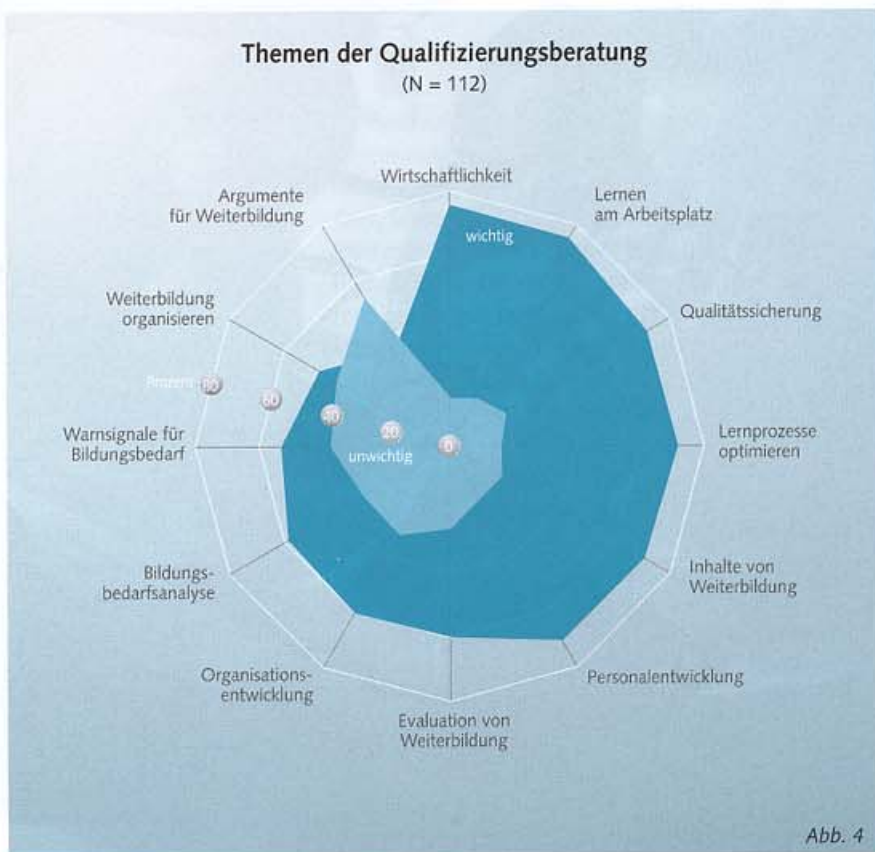 Themen der Qualifizierungsberatung
(N = 112)
Wirtschaftlichkeit
Lernen
am Arbeitsplatz
Qualitätssicherung
Lernprozesse
optimieren
Inhalte von
Weiterbildung
Personalentwicklung
Evaluation von
Weiterbildung
Organisations-
entwicklung
Bildungs-
bedarfsanalyse
Warnsignale für
Bildungsbedarf
Weiterbildung
organisieren
Argumente
für Weiterbildung
wichtig
unwichtig
Prozent
80
60
40
20
0
Abb. 4